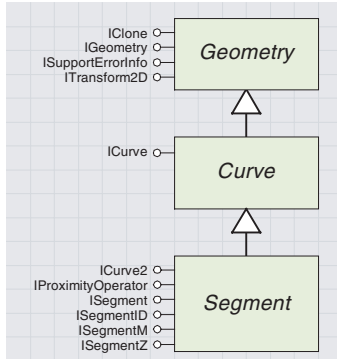 IClone
IGeometry
ISupportErrorInfo
ITransform2D
Geometry
ICurve
Curve
ICurve2
IProximityOperator
ISegment
ISegmentID
ISegmentM
ISegmentZ
Segment